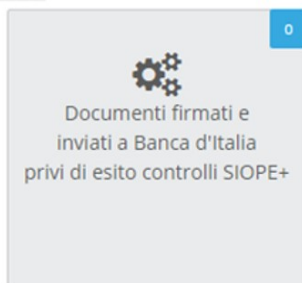 0
Documenti firmati e
inviati a Banca d'Italia
privi di esito controlli SIOPE+